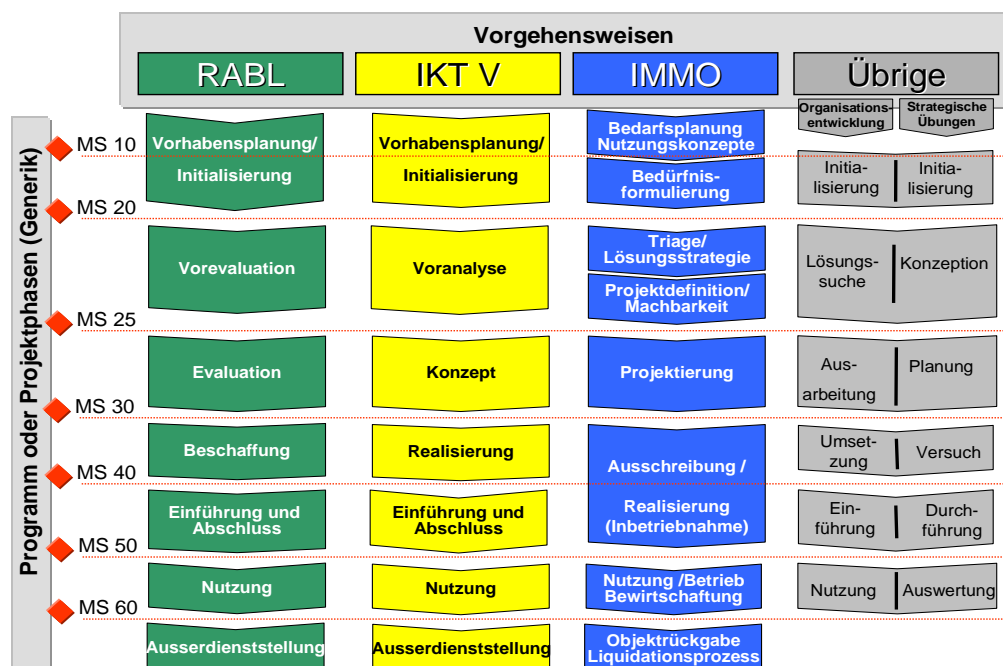 Vorgehensweisen
RABL
IKT V
IMMO
Übrige
Organisations-
entwicklung
Strategische
Übungen
Programm oder Projektphasen (Generik)
MS 10
Vorhabensplanung/
Initialisierung
Vorhabensplanung/
Initialisierung
Bedarfsplanung
Nutzungskonzepte
Bedürfnis-
formulierung
Initia-
lisierung
Initia-
lisierung
MS 20
Vorevaluation
Voranalyse
Triage/
Lösungsstrategie
Projektdefinition/
Machbarkeit
Lösungs-
suche
Konzeption
MS 25
Evaluation
Konzept
Projektierung
Aus-
arbeitung
Planung
MS 30
Beschaffung
Realisierung
Ausschreibung /
Realisierung
(Inbetriebnahme)
Umset-
zung
Versuch
MS 40
Einführung und
Abschluss
Einführung und
Abschluss
Ein-
führung
Durch-
führung
MS 50
Nutzung
Nutzung
Nutzung /Betrieb
Bewirtschaftung
Nutzung
Auswertung
MS 60
Ausserdienststellung
Ausserdienststellung
Objektrückgabe
Liquidationsprozess